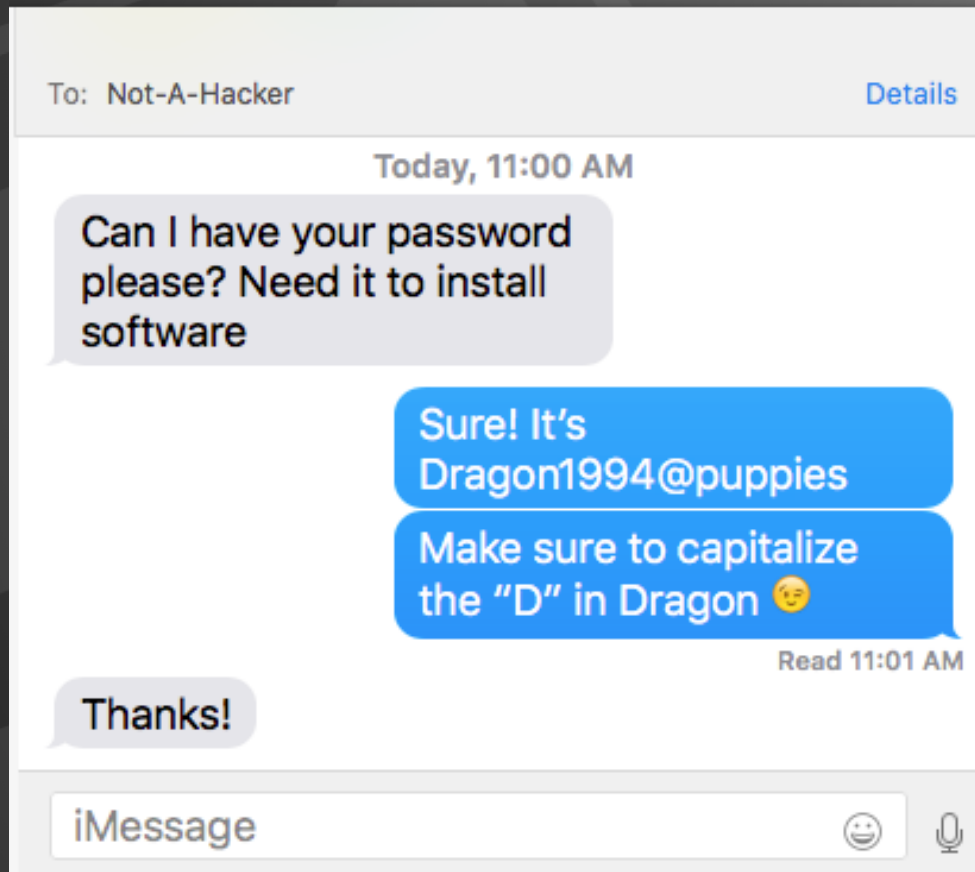 To: Not-A-Hacker Details
Today, 11:00 AM
Can I have your password
please? Need it to install
software
Sure! It’s
Dragon1994@puppies
Make sure to capitalize
the “D” in Dragon 😉
Read 11:01 AM
Thanks!
iMessage